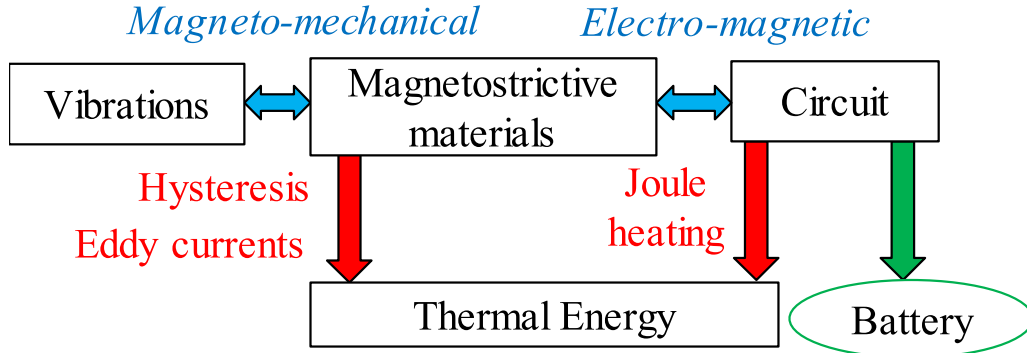 Magneto-mechanical
Electro-magnetic
Vibrations
Magnetostrictive
materials
Circuit
Hysteresis
Eddy currents
Joule
heating
Thermal Energy
Battery